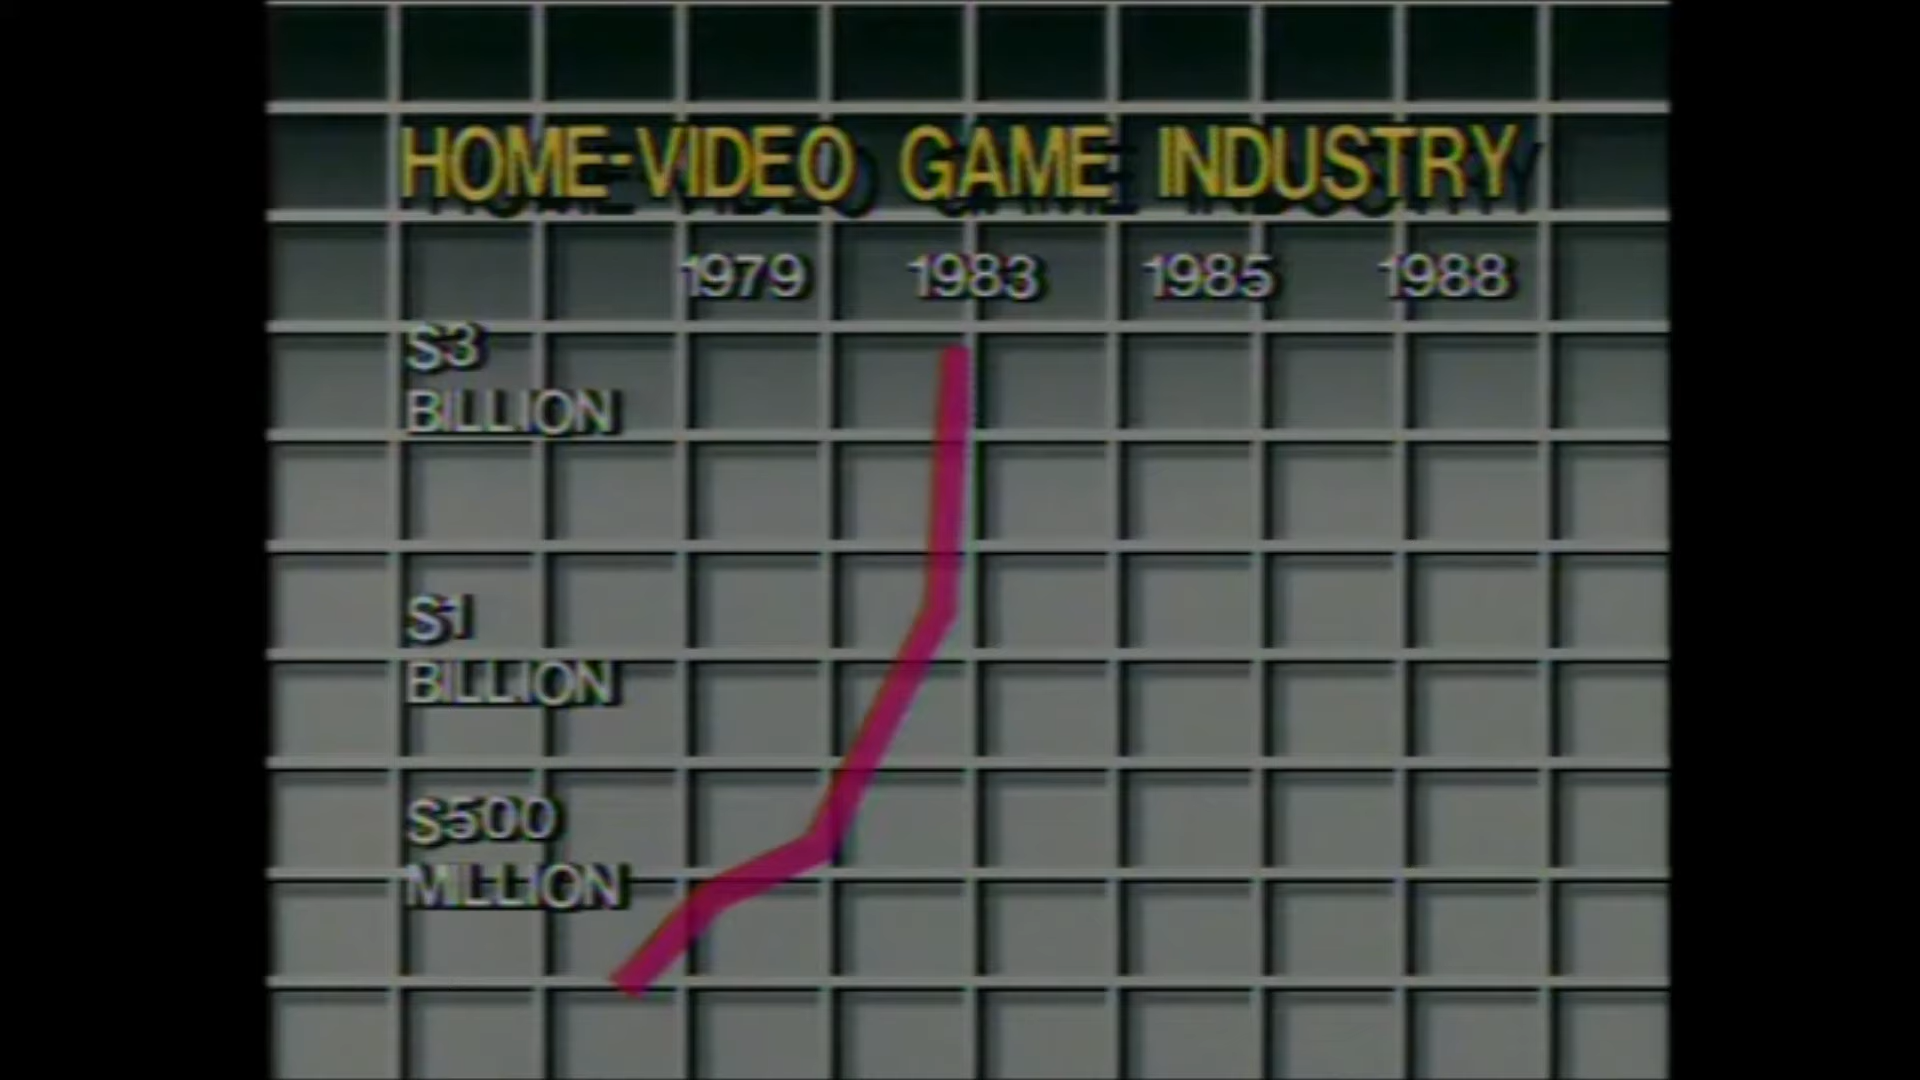 HOME-VIDEO GAME INDUSTRY
1979 1983 1985 1988
$3
BILLION
$1
BILLION
$500
MILLION